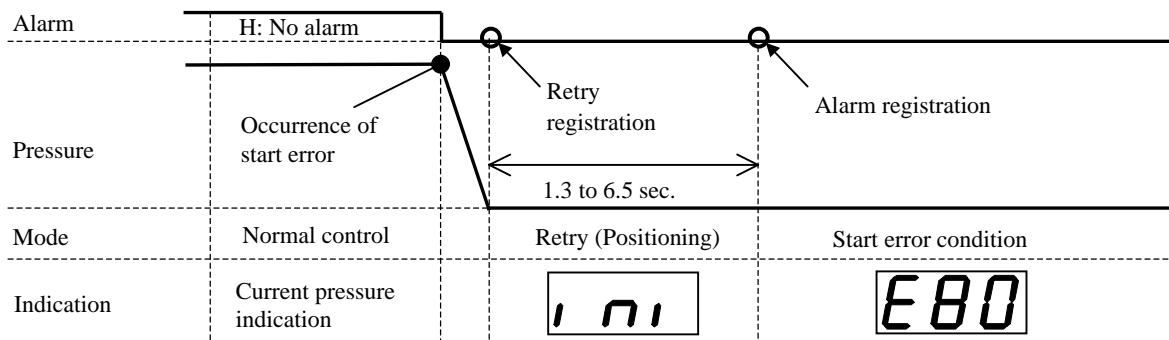 Alarm
H: No alarm
Retry
registration
Alarm registration
Occurrence of
start error
Pressure
1.3 to 6.5 sec.
Mode
Normal control
Retry (Positioning)
Start error condition
Indication
Current pressure
indication
ini
E80